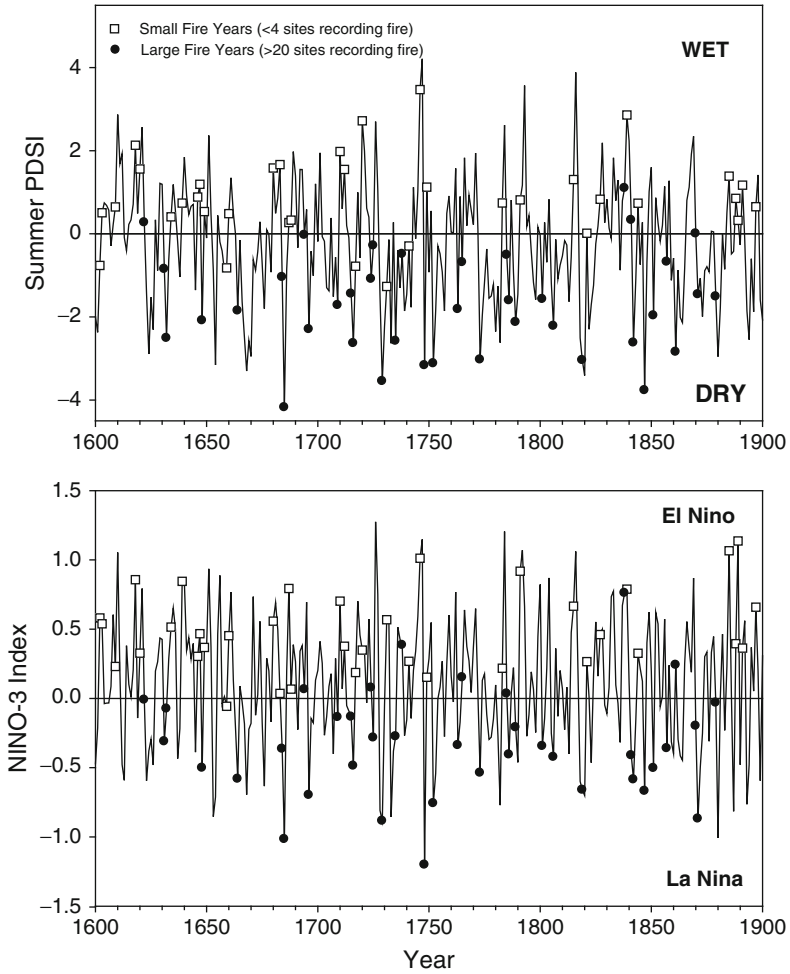 Small Fire Years (<4 sites recording fire)
Large Fire Years (>20 sites recording fire)
WET
4
2
0
−2
−4
Summer PDSI
DRY
1600 1650 1700 1750 1800 1850 1900
1.5
1.0
0.5
0.0
−0.5
−1.0
−1.5
NINO-3 Index
El Nino
La Nina
1600 1650 1700 1750 1800 1850 1900
Year